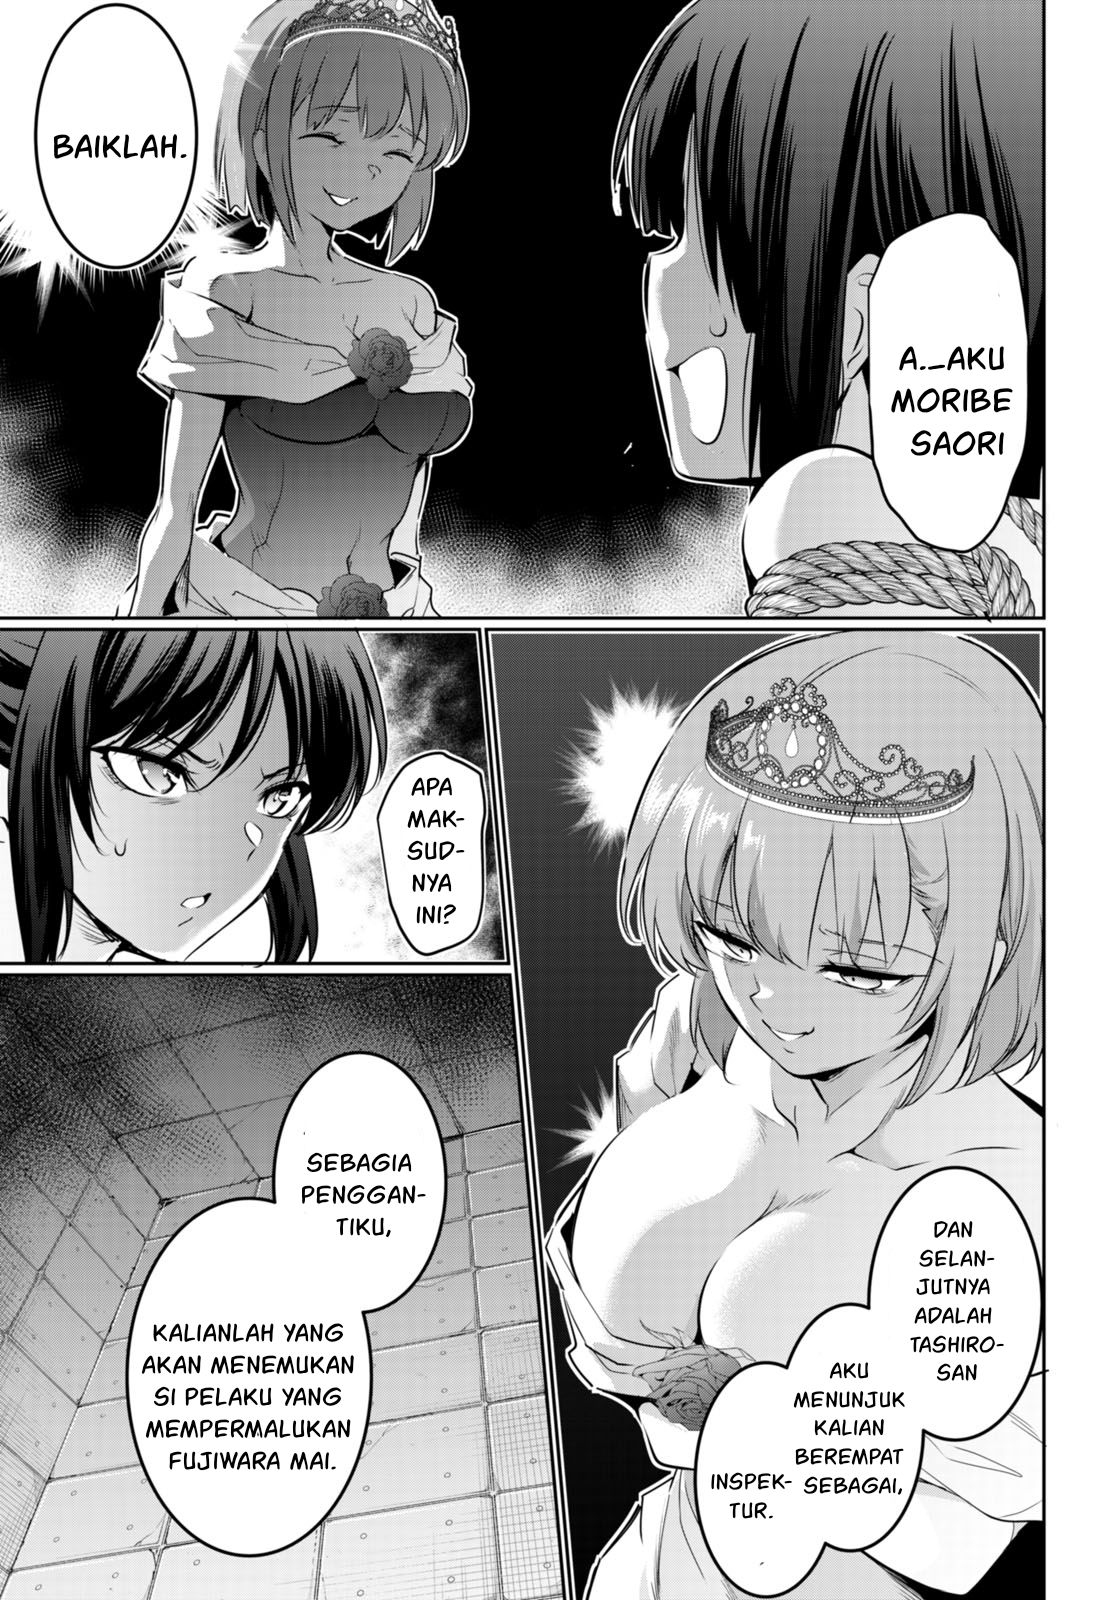 A._AKU
MORIBE
SAORI
BAIKLAH.
DAN
SELAN-
JUTNYA
ADALAH
TASHIRO-
SAN
AKU
MENUNJUK
KALIAN
BEREMPAT
SEBAGAI,
INSPEK-
TUR.
APA
MAK-
SUD-
NYA
INI?
SEBAGIA
PENGGAN-
TIKU,
KALIANLAH YANG
AKAN MENEMUKAN
SI PELAKU YANG
MEMPERMALUKAN
FUJIWARA MAI.